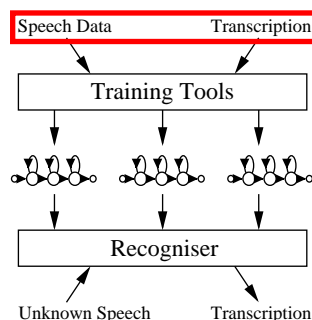 Speech Data Transcription
Training Tools
Recogniser
Unknown Speech Transcription